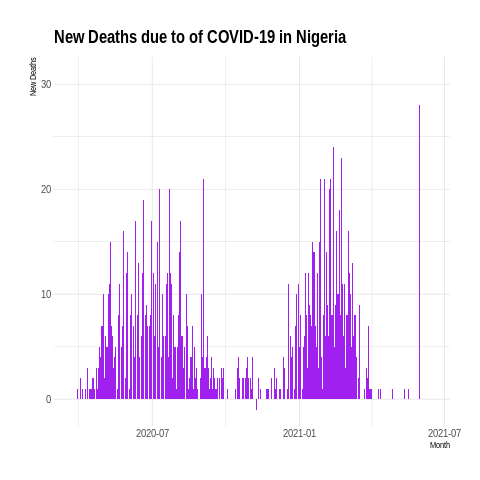 New Deaths due to of COVID-19 in Nigeria
New Deaths
30
20
10
0
2020-07
2021-01
2021-07
Month